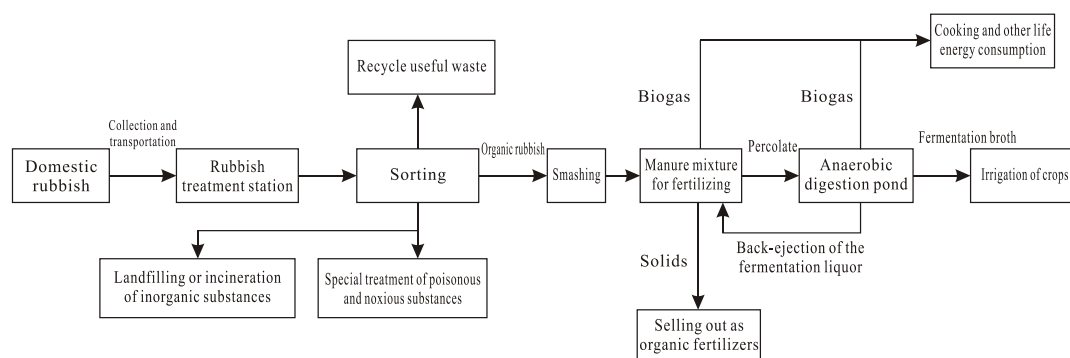 Cooking and other life
energy consumption
Recycle useful waste
Biogas
Biogas
Collection and
transportation
Organic rubbish
Percolate
Fermentation broth
Domestic
rubbish
Rubbish
treatment station
Sorting
Smashing
Manure mixture
for fertilizing
Anaerobic
digestion pond
Irrigation of crops
Back-ejection of the
fermentation liquor
Solids
Landfilling or incineration
of inorganic substances
Special treatment of poisonous
and noxious substances
Selling out as
organic fertilizers